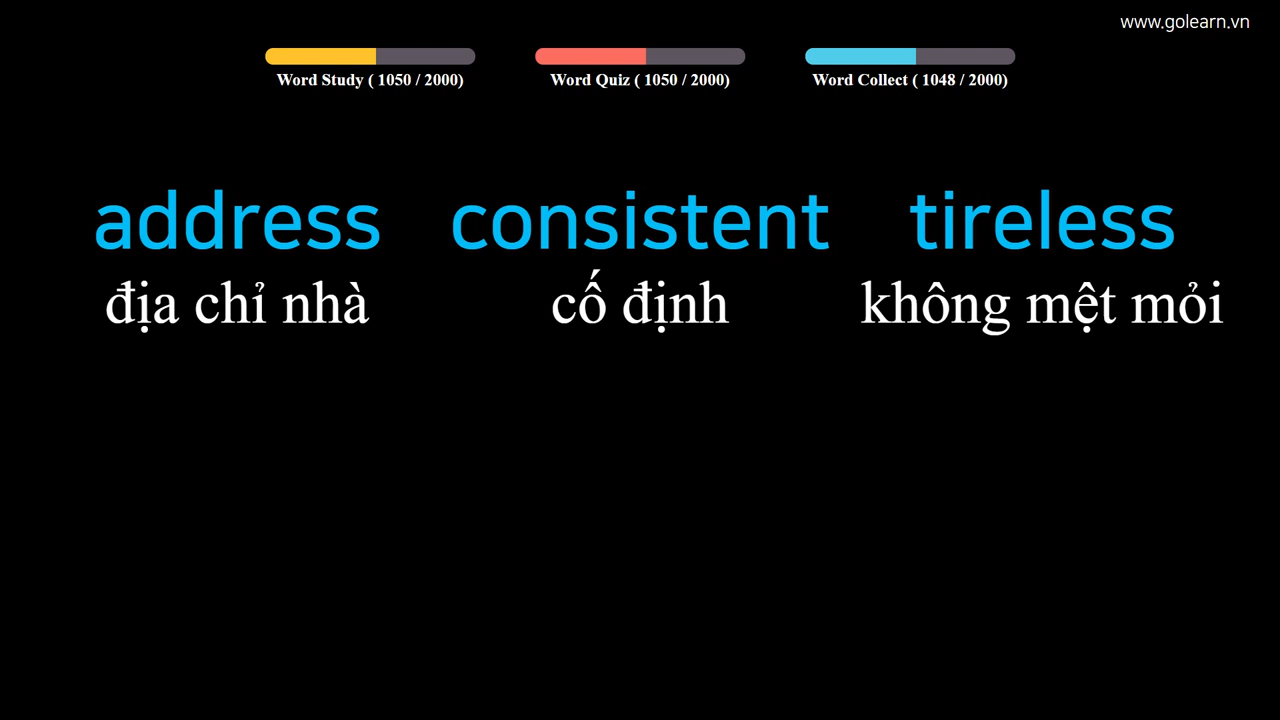 www.golearn.vn
Word Study ( 1050 / 2000) Word Quiz ( 1050 / 2000) Word Collect ( 1048 / 2000)
address consistent tireless
địa chỉ nhà cố định không mệt mỏi